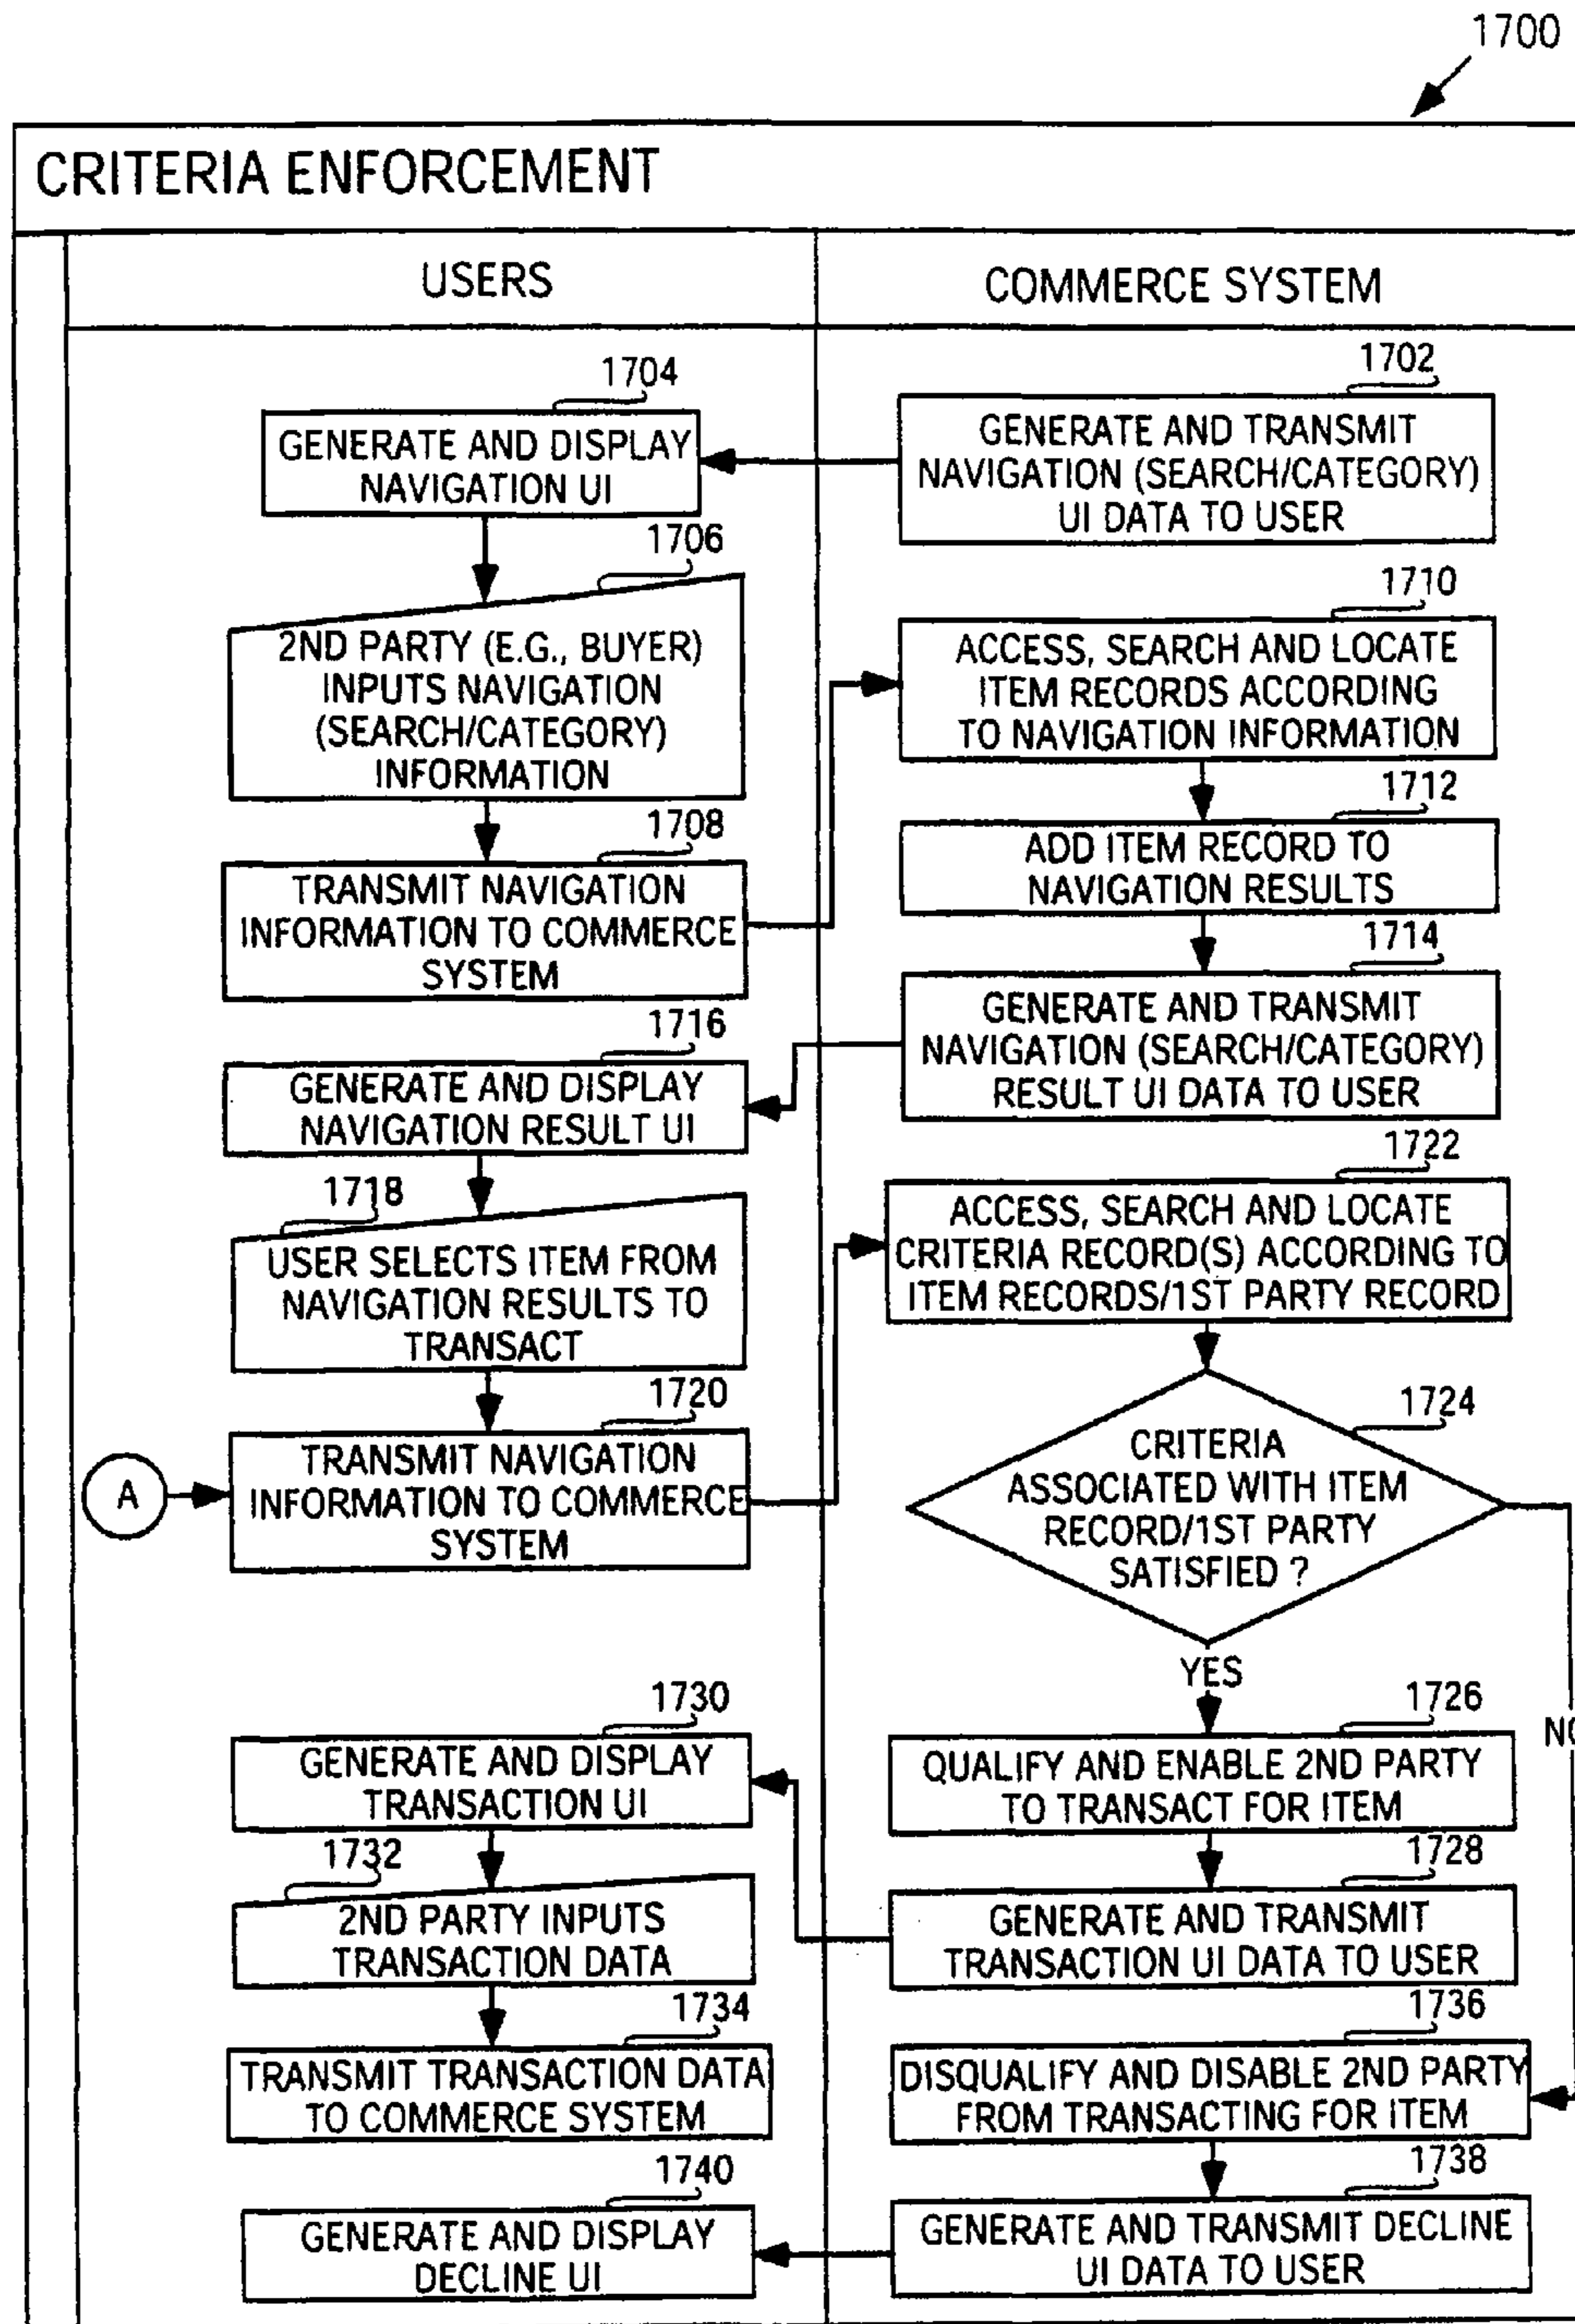 1700
CRITERIA ENFORCEMENT
USERS
COMMERCE SYSTEM
1702
GENERATE AND TRANSMIT
NAVIGATION (SEARCH/CATEGORY)
UI DATA TO USER
1704
GENERATE AND DISPLAY
NAVIGATION UI
1706
2ND PARTY (E.G., BUYER)
INPUTS NAVIGATION
(SEARCH/CATEGORY)
INFORMATION
1708
TRANSMIT NAVIGATION
INFORMATION TO COMMERCE
SYSTEM
1710
ACCESS, SEARCH AND LOCATE
ITEM RECORDS ACCORDING
TO NAVIGATION INFORMATION
1712
ADD ITEM RECORD TO
NAVIGATION RESULTS
1714
GENERATE AND TRANSMIT
NAVIGATION (SEARCH/CATEGORY)
RESULT UI DATA TO USER
1716
GENERATE AND DISPLAY
NAVIGATION RESULT UI
1718
USER SELECTS ITEM FROM
NAVIGATION RESULTS TO
TRANSACT
1720
A
TRANSMIT NAVIGATION
INFORMATION TO COMMERCE
SYSTEM
1722
ACCESS, SEARCH AND LOCATE
CRITERIA RECORD(S) ACCORDING TO
ITEM RECORDS/1ST PARTY RECORD
1724
CRITERIA
ASSOCIATED WITH ITEM
RECORD/1ST PARTY
SATISFIED ?
YES
NO
1726
QUALIFY AND ENABLE 2ND PARTY
TO TRANSACT FOR ITEM
1728
GENERATE AND TRANSMIT
TRANSACTION UI DATA TO USER
1730
GENERATE AND DISPLAY
TRANSACTION UI
1732
2ND PARTY INPUTS
TRANSACTION DATA
1734
TRANSMIT TRANSACTION DATA
TO COMMERCE SYSTEM
1736
DISQUALIFY AND DISABLE 2ND PARTY
FROM TRANSACTING FOR ITEM
1738
GENERATE AND TRANSMIT DECLINE
UI DATA TO USER
1740
GENERATE AND DISPLAY
DECLINE UI